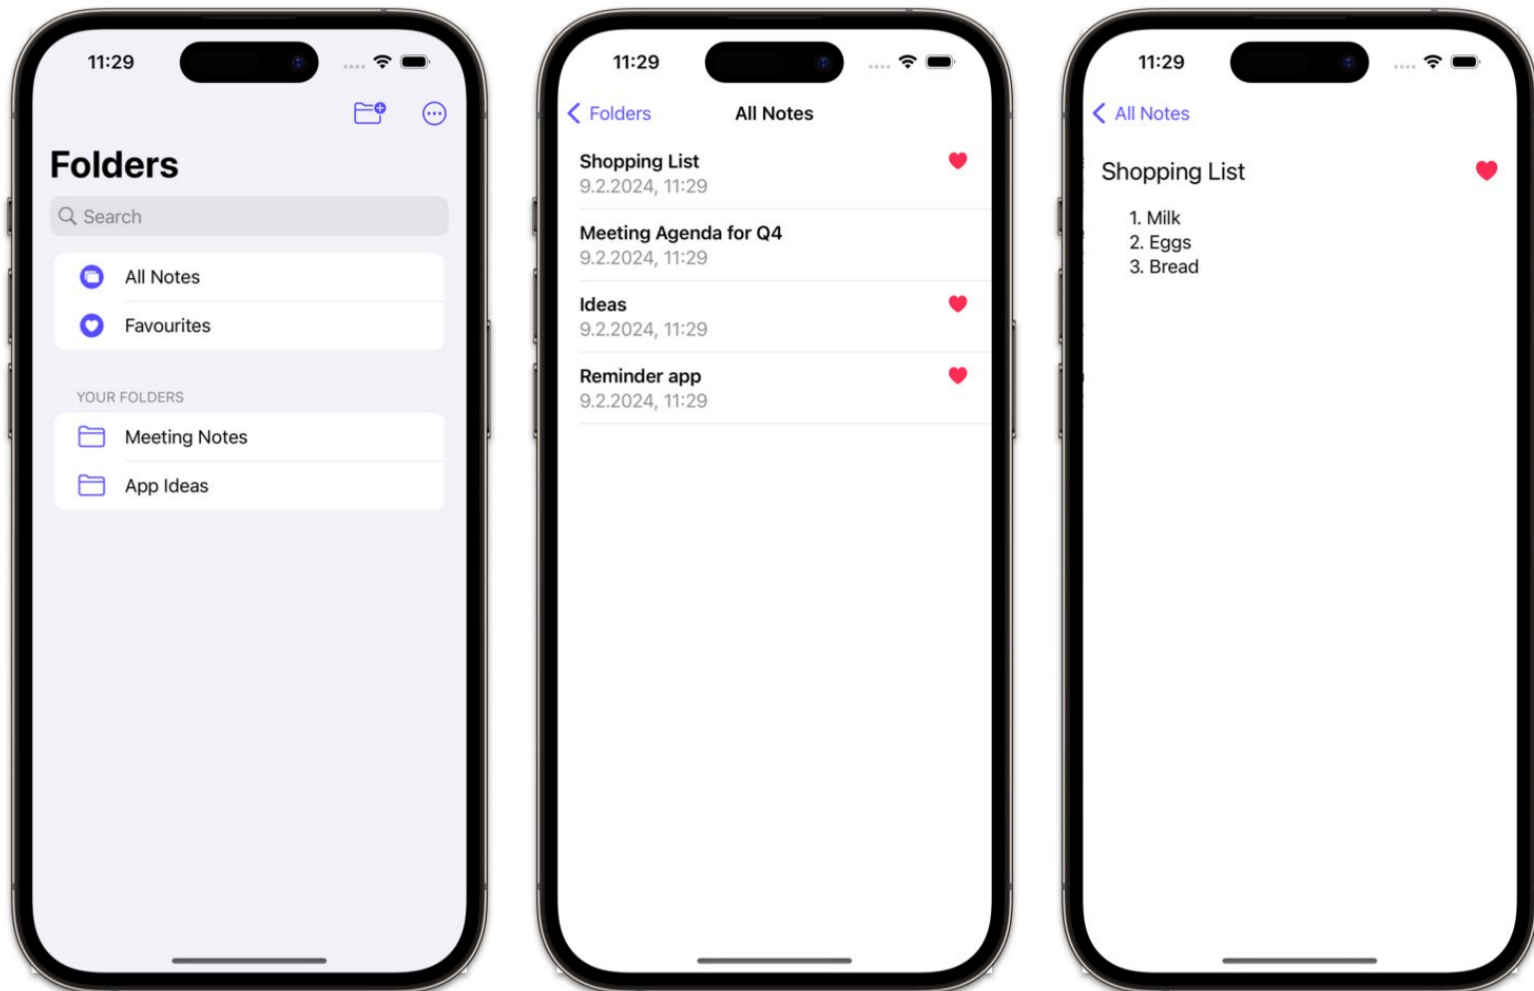 11:29
Folders
Search
All Notes
Favourites
YOUR FOLDERS
Meeting Notes
App Ideas
11:29
Folders
All Notes
Shopping List
9.2.2024, 11:29
Meeting Agenda for Q4
9.2.2024, 11:29
Ideas
9.2.2024, 11:29
Reminder app
9.2.2024, 11:29
11:29
All Notes
Shopping List
1. Milk
2. Eggs
3. Bread